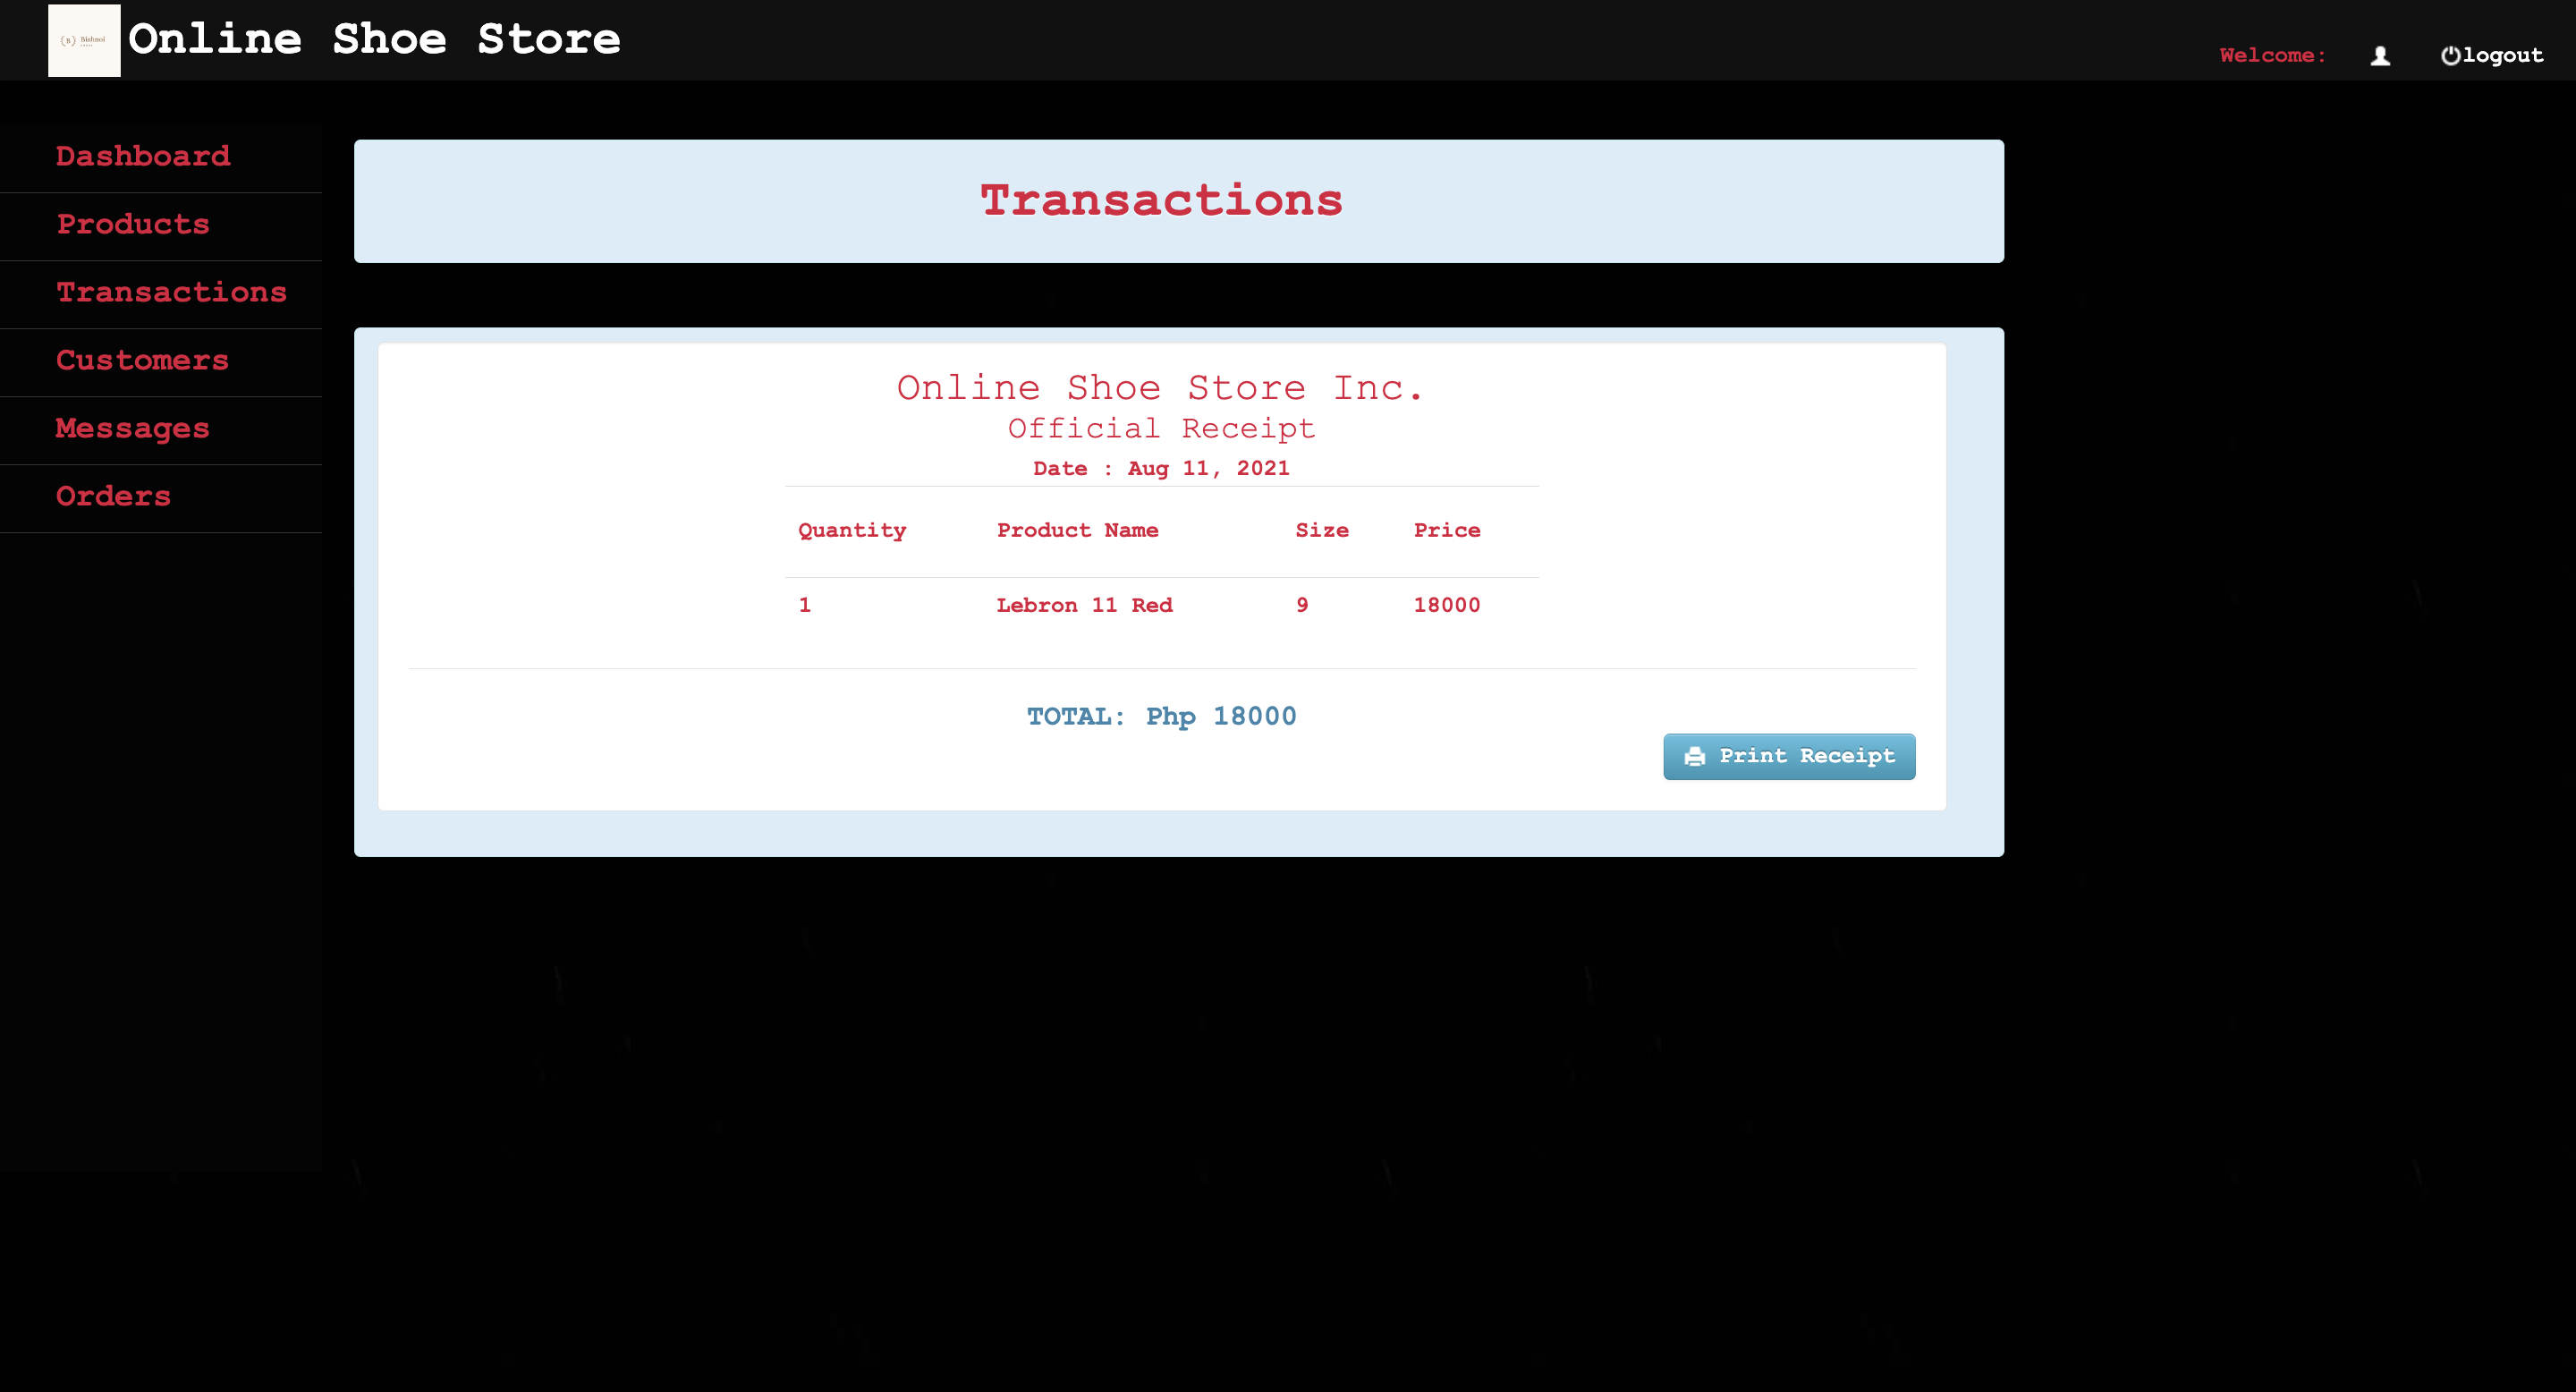 Bishnoi
Online Shoe Store
Welcome:
logout
Dashboard
Products
Transactions
Customers
Messages
Orders
Transactions
Online Shoe Store Inc.
Official Receipt
Date : Aug 11, 2021
Quantity Product Name Size Price
1 Lebron 11 Red 9 18000
TOTAL: Php 18000
Print Receipt